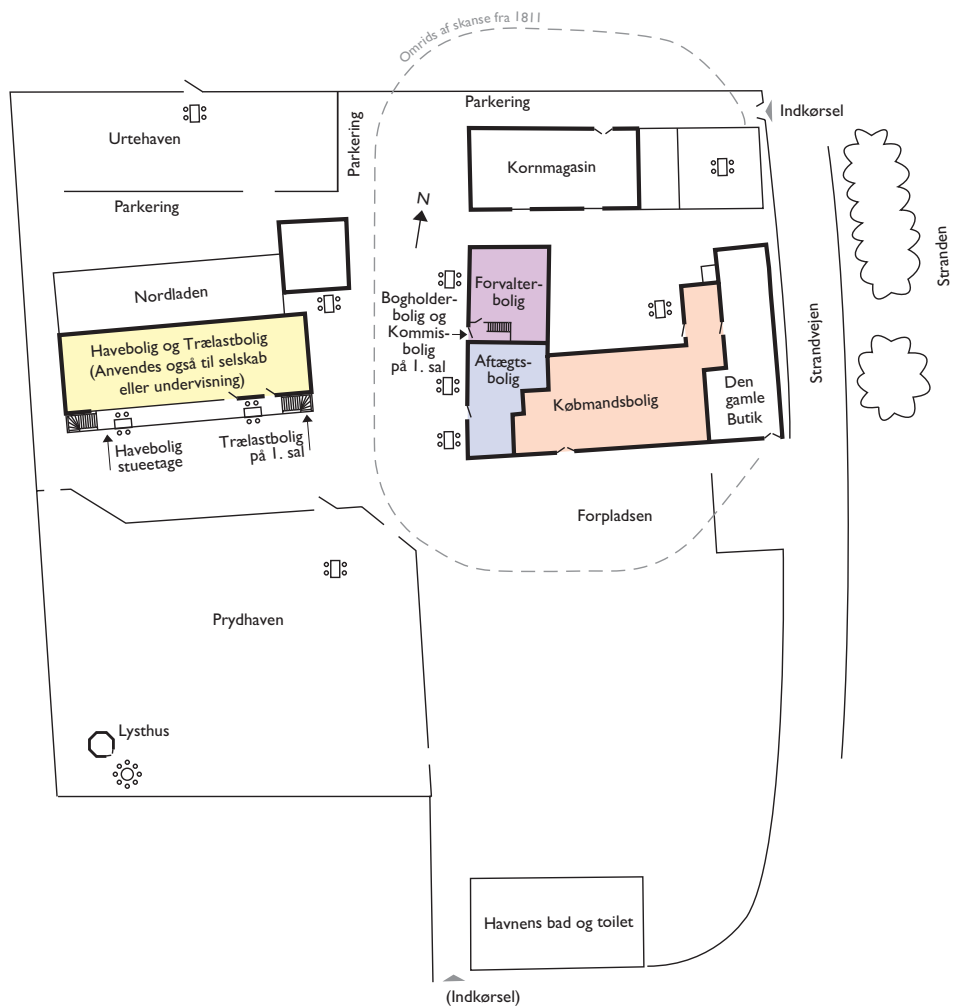 Omrids af skanse fra 1811
Parkering
Indkørsel
Urtehaven
Parkering
Kornmagasin
Parkering
N
Stranden
Strandvejen
Nordladen
Forvalter-
bolig
Bogholder-
bolig og
Kommis-
bolig
på 1. sal
Havebolig og Trælastbolig
(Anvendes også til selskab
eller undervisning)
Aftægts-
bolig
Købmandsbolig
Den
gamle
Butik
Havebolig
stueetage
Trælastbolig
på 1. sal
Forpladsen
Prydhaven
Lysthus
Havnens bad og toilet
(Indkørsel)